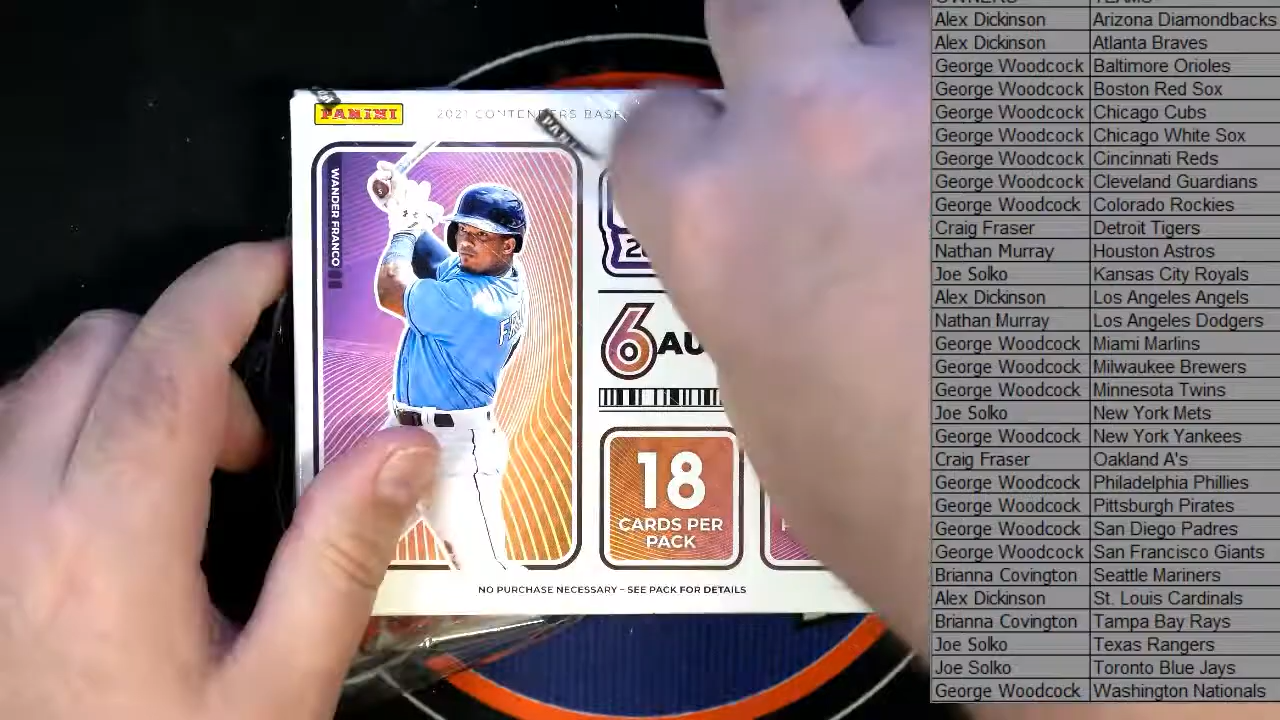 PANINI
2021 CONTENDERS BASE
WANDER FRANCO
6 AU
18
CARDS PER
PACK
NO PURCHASE NECESSARY – SEE PACK FOR DETAILS
OWNERS TEAMS
Alex Dickinson Arizona Diamondbacks
Alex Dickinson Atlanta Braves
George Woodcock Baltimore Orioles
George Woodcock Boston Red Sox
George Woodcock Chicago Cubs
George Woodcock Chicago White Sox
George Woodcock Cincinnati Reds
George Woodcock Cleveland Guardians
George Woodcock Colorado Rockies
Craig Fraser Detroit Tigers
Nathan Murray Houston Astros
Joe Solko Kansas City Royals
Alex Dickinson Los Angeles Angels
Nathan Murray Los Angeles Dodgers
George Woodcock Miami Marlins
George Woodcock Milwaukee Brewers
George Woodcock Minnesota Twins
Joe Solko New York Mets
George Woodcock New York Yankees
Craig Fraser Oakland A's
George Woodcock Philadelphia Phillies
George Woodcock Pittsburgh Pirates
George Woodcock San Diego Padres
George Woodcock San Francisco Giants
Brianna Covington Seattle Mariners
Alex Dickinson St. Louis Cardinals
Brianna Covington Tampa Bay Rays
Joe Solko Texas Rangers
Joe Solko Toronto Blue Jays
George Woodcock Washington Nationals